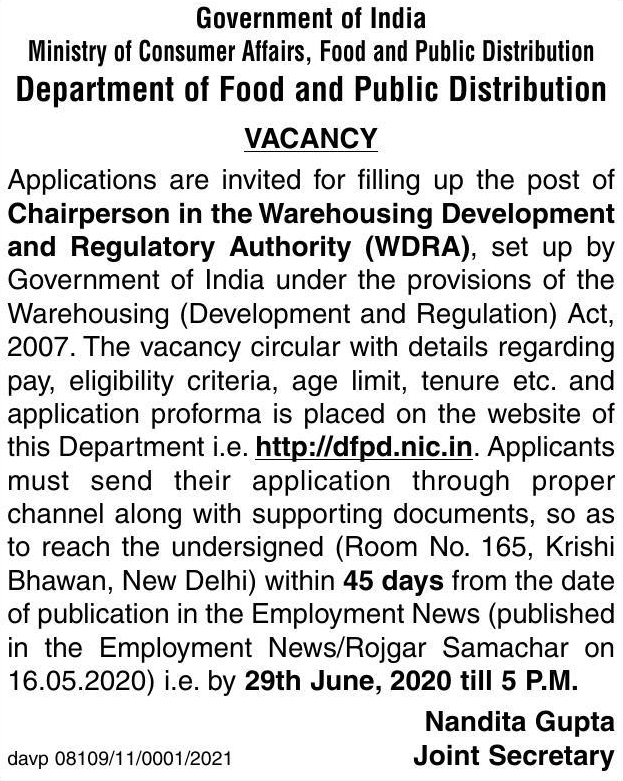 Government of India
Ministry of Consumer Affairs, Food and Public Distribution
Department of Food and Public Distribution
VACANCY
Applications are invited for filling up the post of
Chairperson in the Warehousing Development
and Regulatory Authority (WDRA), set up by
Government of India under the provisions of the
Warehousing (Development and Regulation) Act,
2007. The vacancy circular with details regarding
pay, eligibility criteria, age limit, tenure etc. and
application proforma is placed on the website of
this Department i.e. http://dfpd.nic.in. Applicants
must send their application through proper
channel along with supporting documents, so as
to reach the undersigned (Room No. 165, Krishi
Bhawan, New Delhi) within 45 days from the date
of publication in the Employment News (published
in the Employment News/Rojgar Samachar on
16.05.2020) i.e. by 29th June, 2020 till 5 P.M.
Nandita Gupta
davp 08109/11/0001/2021 Joint Secretary